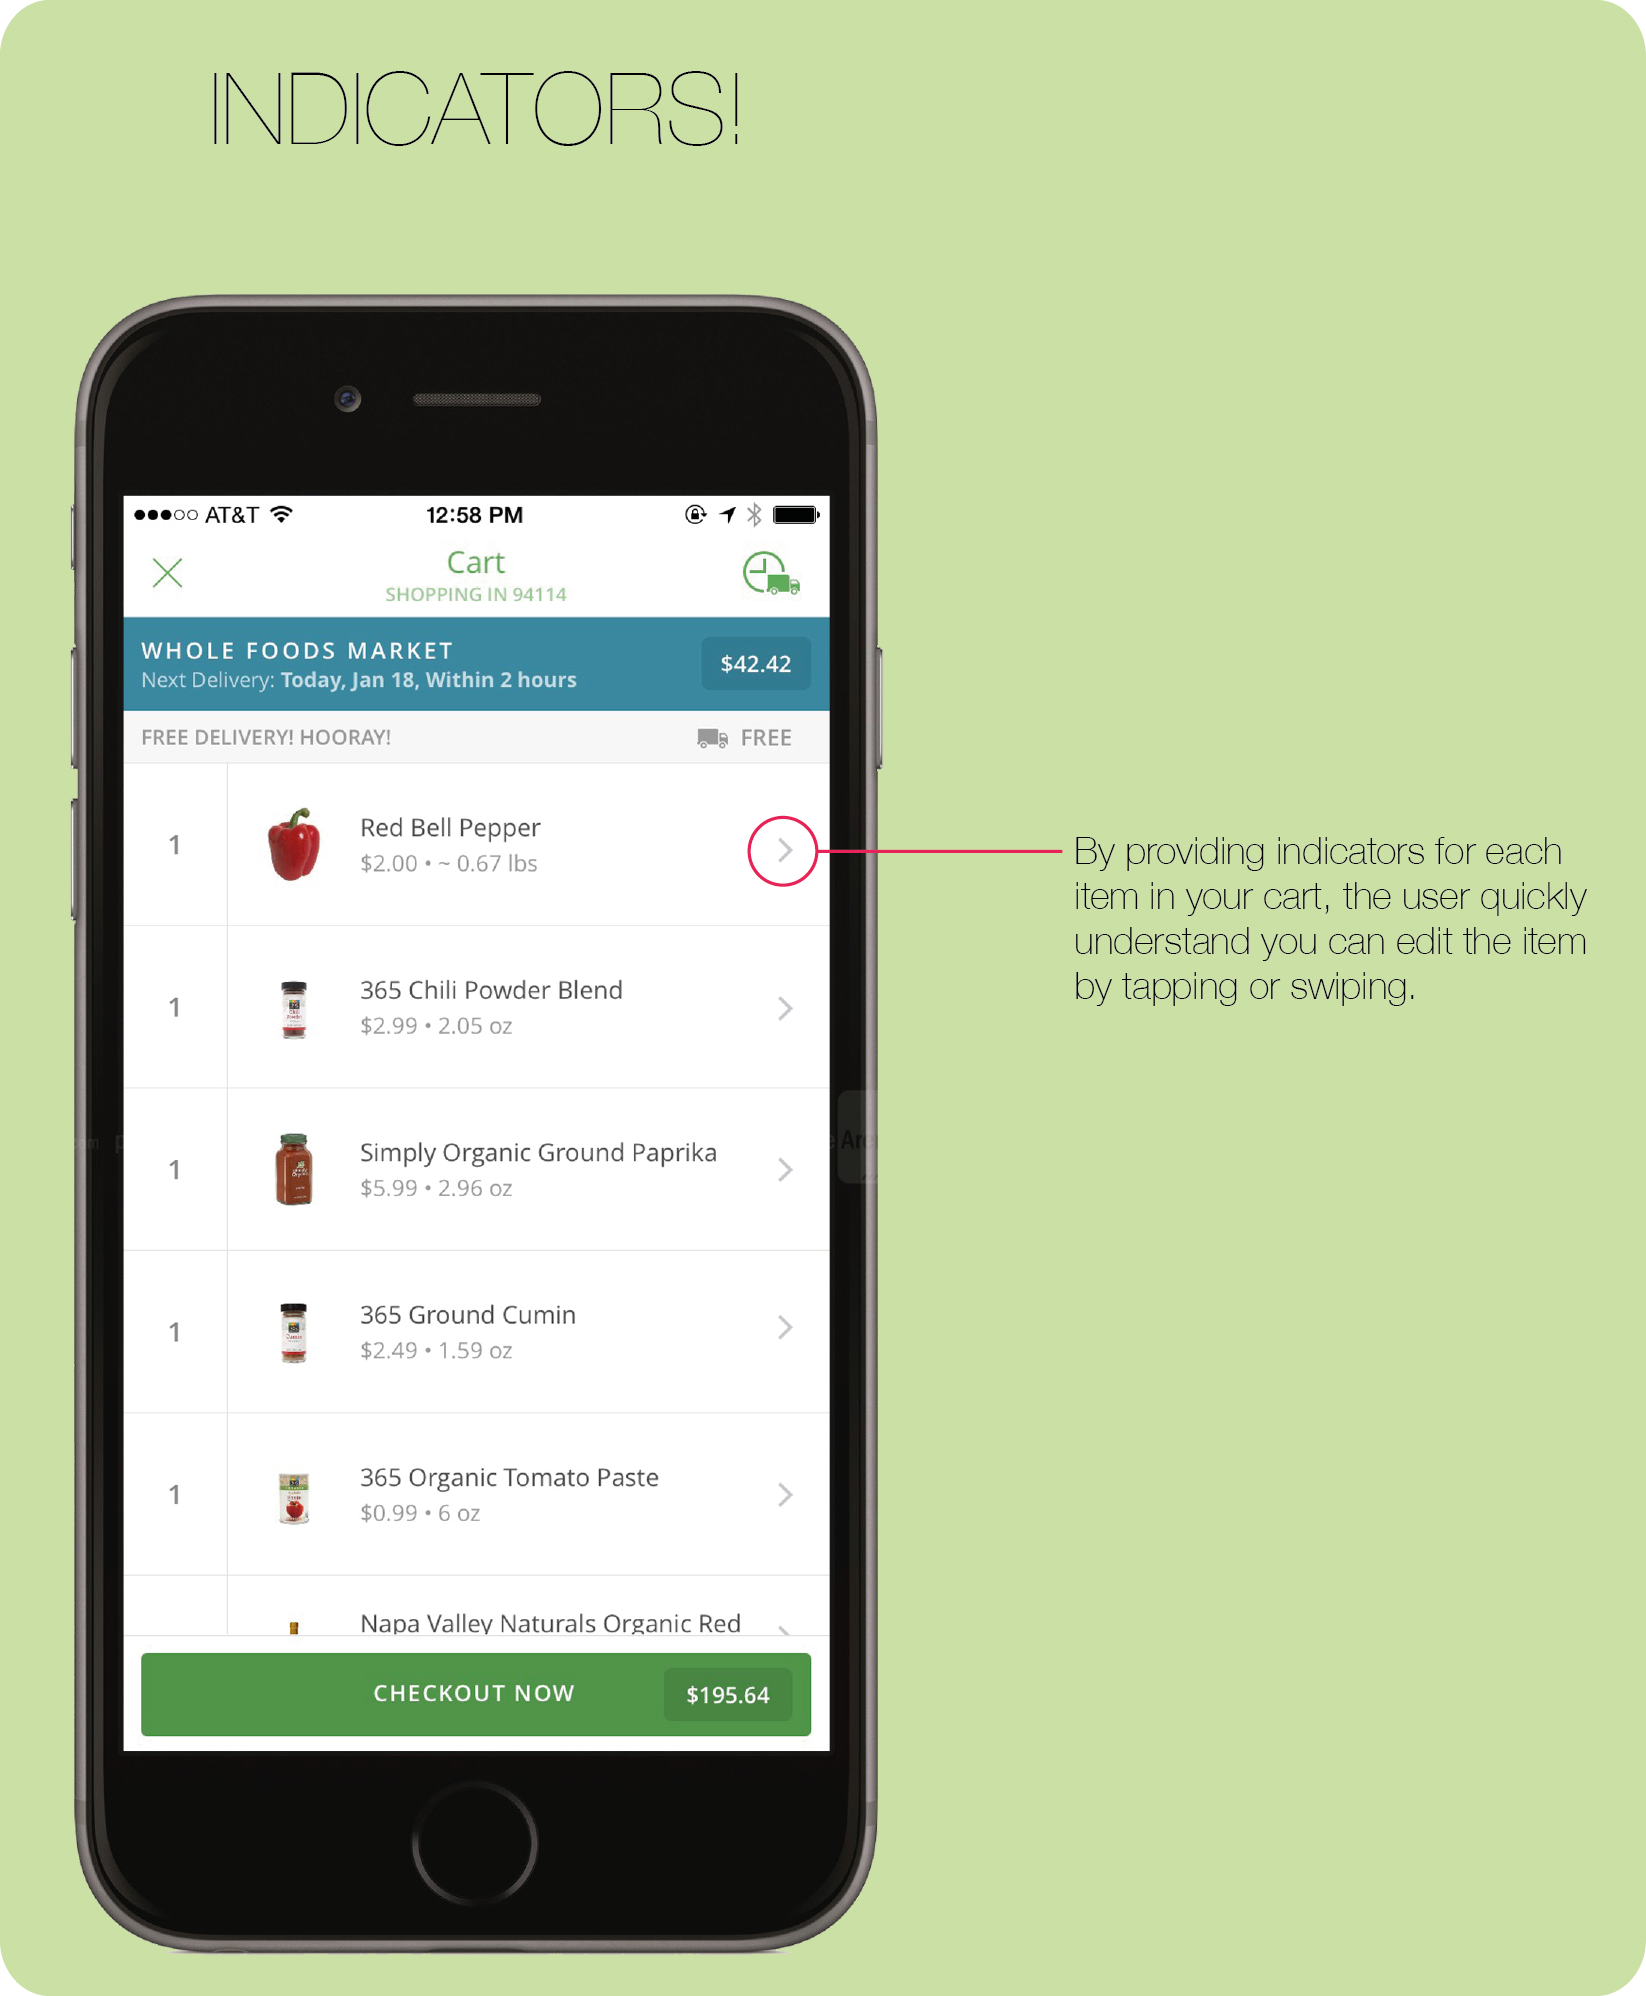 INDICATORS!
AT&T 12:58 PM
Cart
SHOPPING IN 94114
WHOLE FOODS MARKET
$42.42
Next Delivery: Today, Jan 18, Within 2 hours
FREE DELIVERY! HOORAY! FREE
1
Red Bell Pepper
$2.00 • ~ 0.67 lbs
By providing indicators for each
item in your cart, the user quickly
understand you can edit the item
by tapping or swiping.
1
365 Chili Powder Blend
$2.99 • 2.05 oz
1
Simply Organic Ground Paprika
$5.99 • 2.96 oz
1
365 Ground Cumin
$2.49 • 1.59 oz
1
365 Organic Tomato Paste
$0.99 • 6 oz
Napa Valley Naturals Organic Red
CHECKOUT NOW $195.64